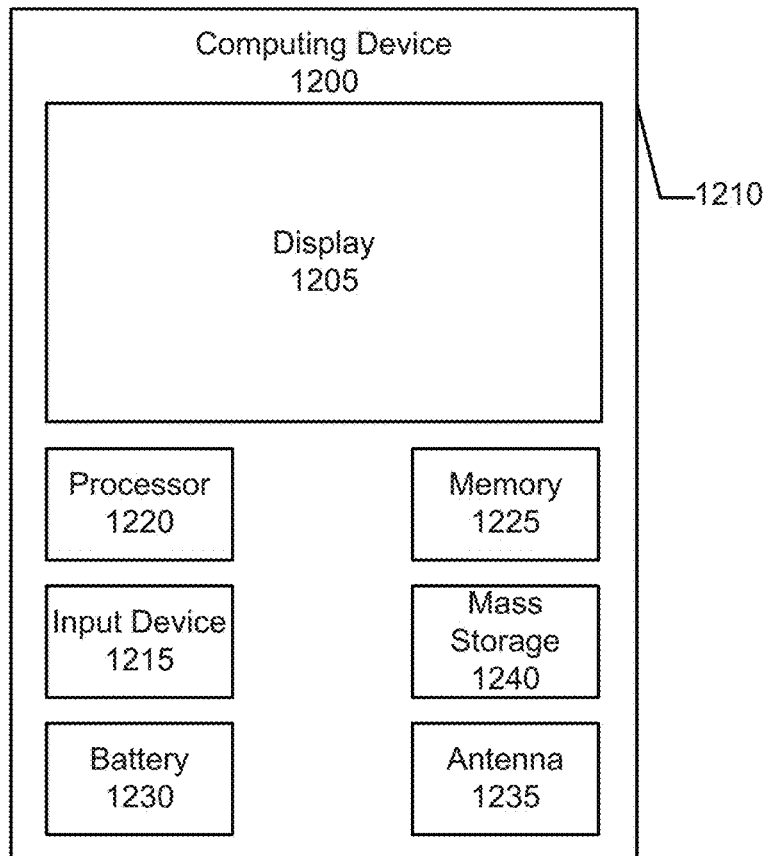 Computing Device
1200
1210
Display
1205
Processor
1220
Memory
1225
Input Device
1215
Mass
Storage
1240
Battery
1230
Antenna
1235